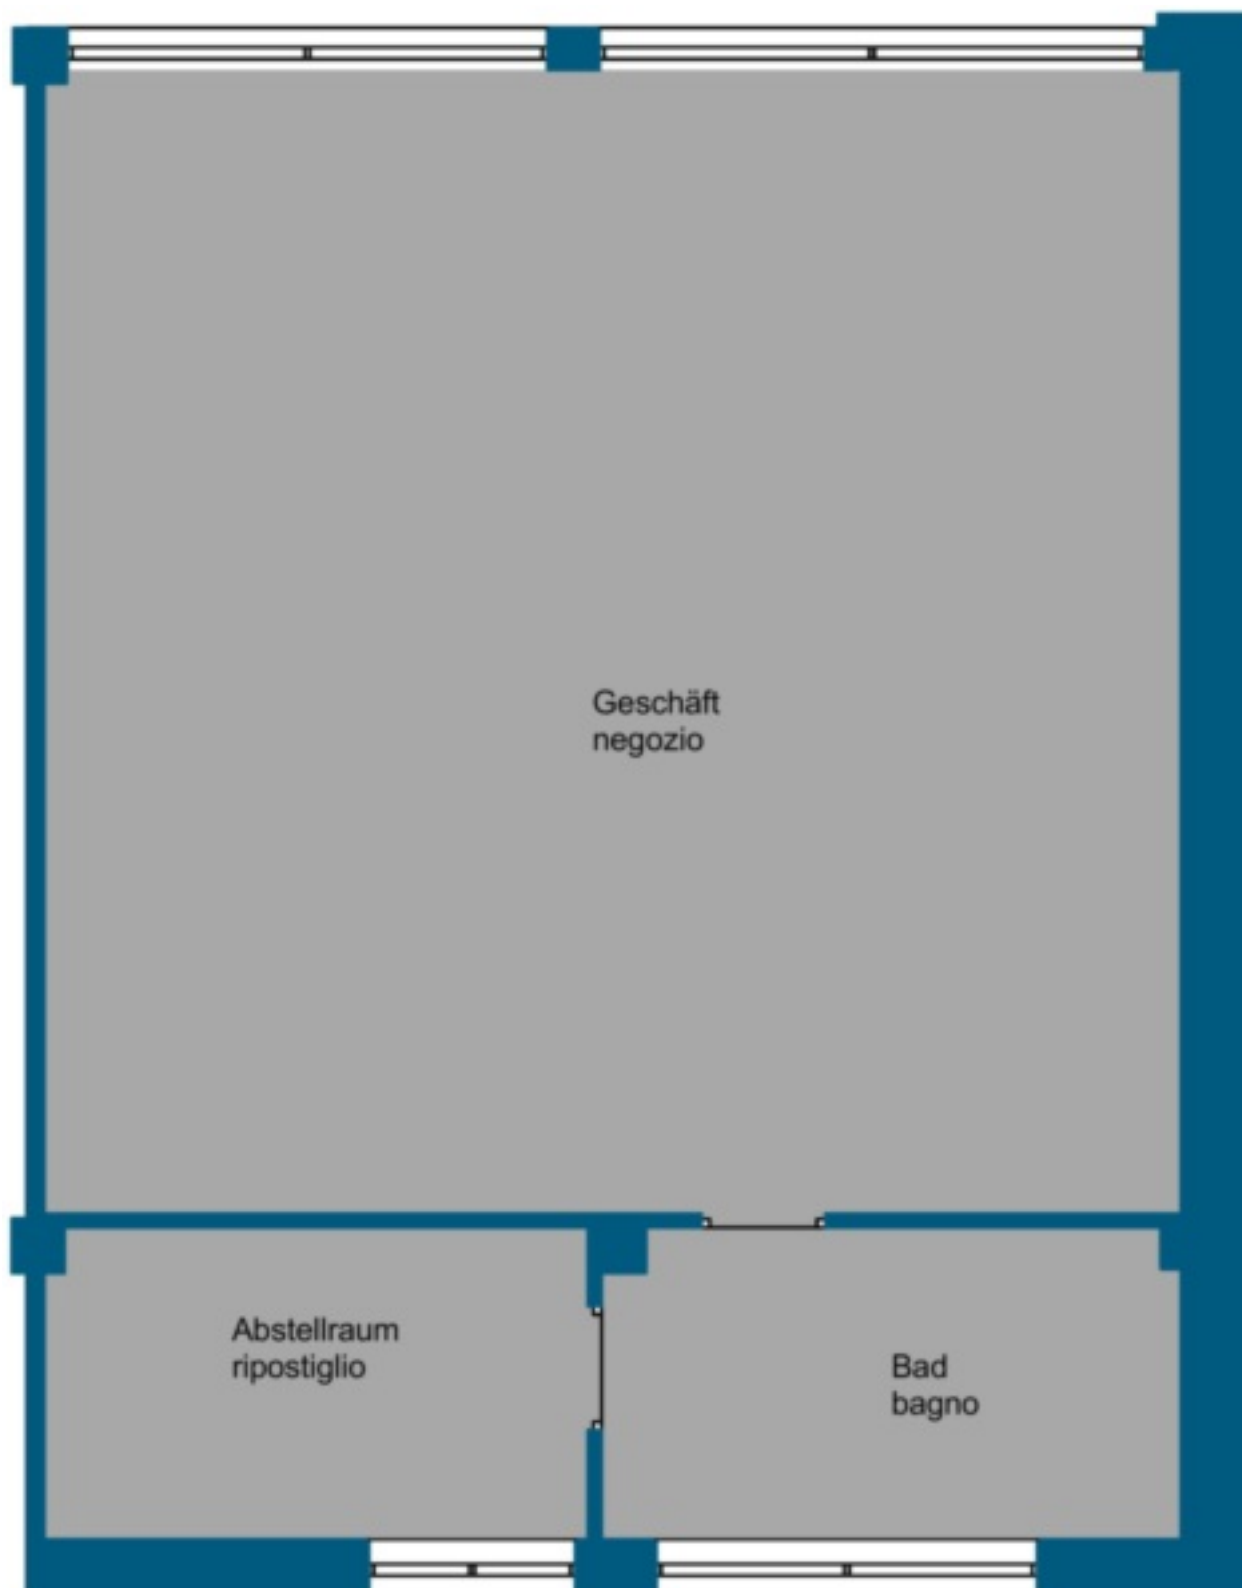 Geschäft
negozio
Abstellraum
ripostiglio
Bad
bagno